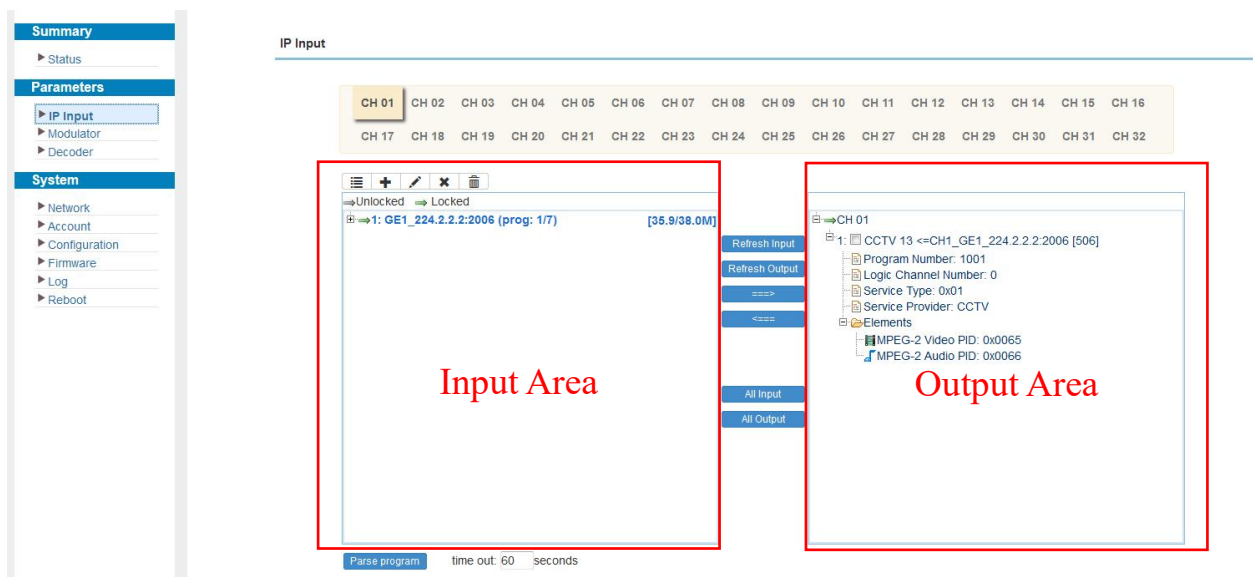 Summary
Status
Parameters
IP Input
Modulator
Decoder
System
Network
Account
Configuration
Firmware
Log
Reboot
IP Input
CH 01 CH 02 CH 03 CH 04 CH 05 CH 06 CH 07 CH 08 CH 09 CH 10 CH 11 CH 12 CH 13 CH 14 CH 15 CH 16
CH 17 CH 18 CH 19 CH 20 CH 21 CH 22 CH 23 CH 24 CH 25 CH 26 CH 27 CH 28 CH 29 CH 30 CH 31 CH 32
Unlocked Locked
1: GE1_224.2.2.2:2006 (prog: 1/7) [35.9/38.0M]
Input Area
Refresh Input
Refresh Output
===>
<===
All Input
All Output
CH 01
1: CCTV 13 <=CH1_GE1_224.2.2.2:2006 [506]
Program Number: 1001
Logic Channel Number: 0
Service Type: 0x01
Service Provider: CCTV
Elements
MPEG-2 Video PID: 0x0065
MPEG-2 Audio PID: 0x0066
Output Area
Parse program time out: 60 seconds